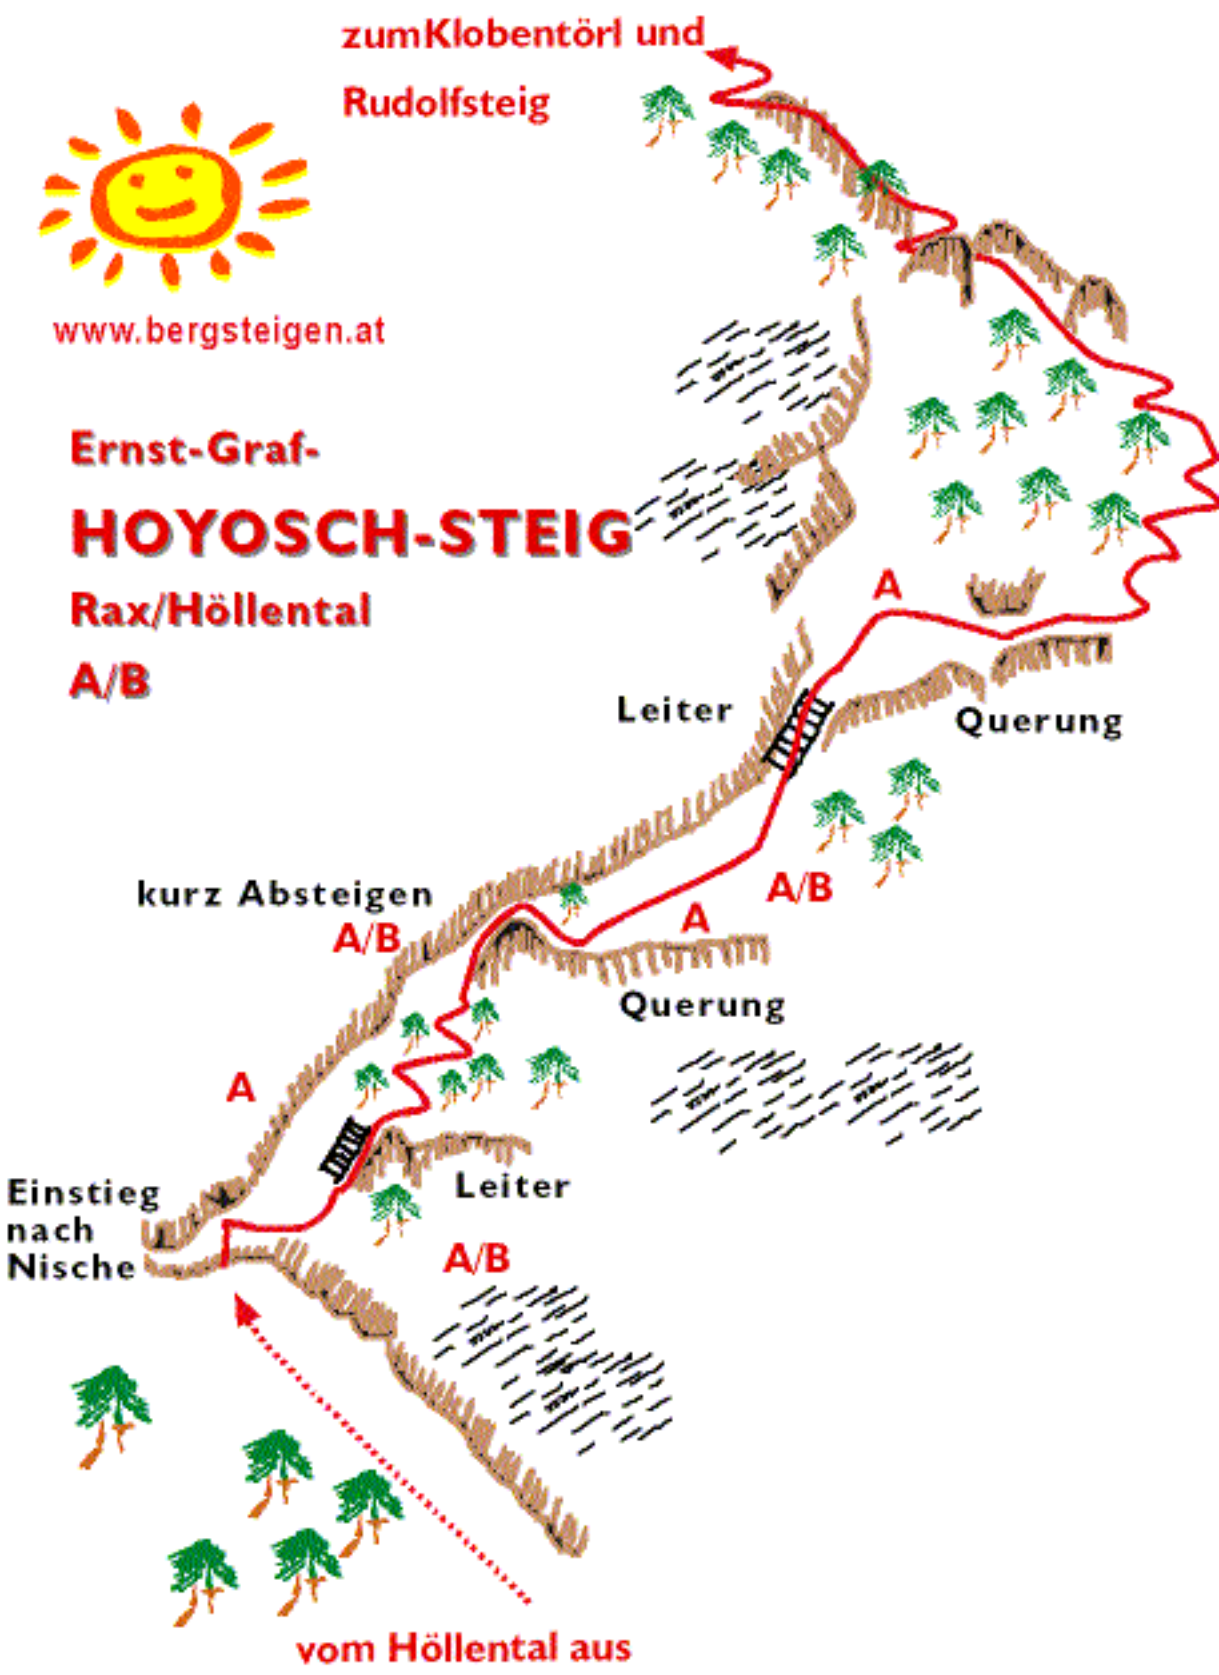 zumKlobentörl und
Rudolfsteig
www.bergsteigen.at
Ernst-Graf-
HOYOSCH-STEIG
Rax/Höllental
A/B
A
Leiter
Querung
kurz Absteigen
A/B
A/B
A
Querung
A
Einstieg
nach
Nische
Leiter
A/B
vom Höllental aus